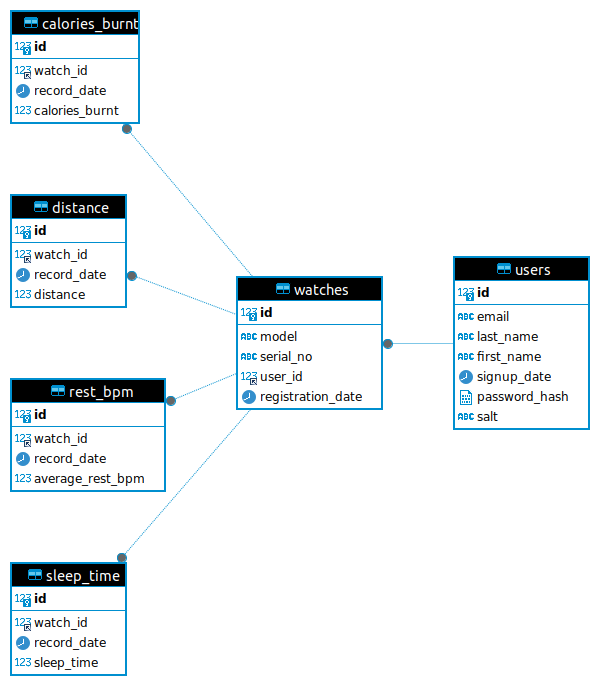 calories_burnt
123 id
123 watch_id
record_date
123 calories_burnt
distance
123 id
123 watch_id
record_date
123 distance
rest_bpm
123 id
123 watch_id
record_date
123 average_rest_bpm
sleep_time
123 id
123 watch_id
record_date
123 sleep_time
watches
123 id
ABC model
ABC serial_no
123 user_id
registration_date
users
123 id
ABC email
ABC last_name
ABC first_name
signup_date
password_hash
ABC salt